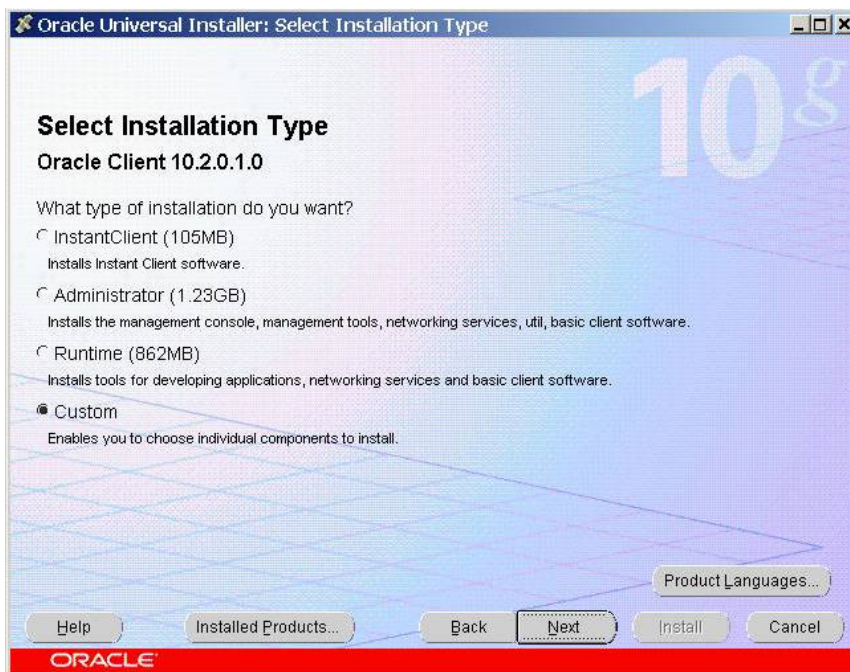 Oracle Universal Installer: Select Installation Type
10g
Select Installation Type
Oracle Client 10.2.0.1.0
What type of installation do you want?
InstantClient (105MB)
Installs Instant Client software.
Administrator (1.23GB)
Installs the management console, management tools, networking services, util, basic client software.
Runtime (862MB)
Installs tools for developing applications, networking services and basic client software.
Custom
Enables you to choose individual components to install.
Product Languages...
Help Installed Products... Back Next Install Cancel
ORACLE